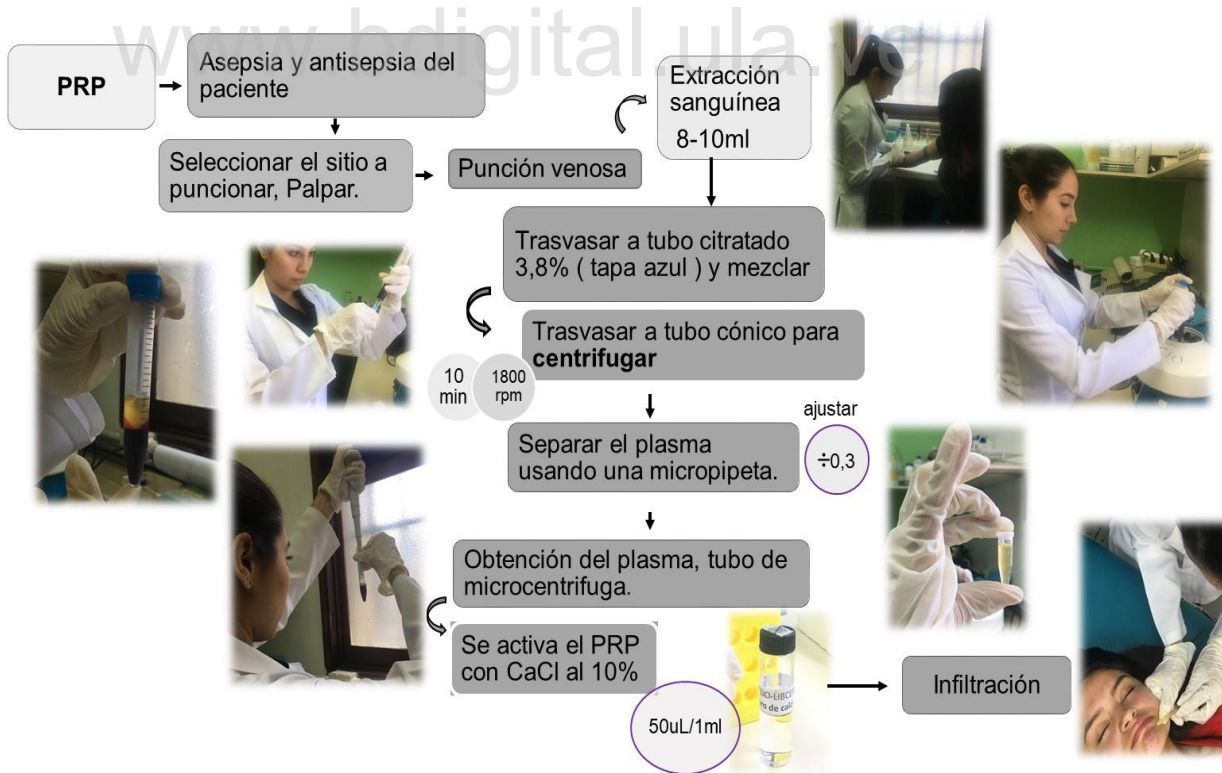 www.bdigital.ula.ve
PRP
Asepsia y antisepsia del
paciente
Seleccionar el sitio a
puncionar, Palpar.
Punción venosa
Extracción
sanguínea
8-10ml
Trasvasar a tubo citratado
3,8% ( tapa azul ) y mezclar
Trasvasar a tubo cónico para
centrifugar
10
min
1800
rpm
Separar el plasma
usando una micropipeta.
ajustar
÷0,3
Obtención del plasma, tubo de
microcentrifuga.
Se activa el PRP
con CaCl al 10%
50uL/1ml
Infiltración